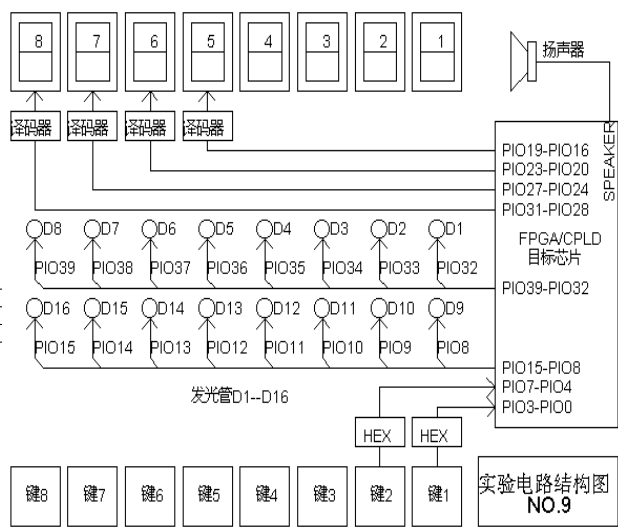 8 7 6 5 4 3 2 1
扬声器
译码器 译码器 译码器 译码器
SPEAKER
PIO19-PIO16
PIO23-PIO20
PIO27-PIO24
PIO31-PIO28
D8 D7 D6 D5 D4 D3 D2 D1
FPGA/CPLD
目标芯片
PIO39 PIO38 PIO37 PIO36 PIO35 PIO34 PIO33 PIO32
PIO39-PIO32
D16 D15 D14 D13 D12 D11 D10 D9
PIO15 PIO14 PIO13 PIO12 PIO11 PIO10 PIO9 PIO8
PIO15-PIO8
发光管D1--D16
PIO7-PIO4
PIO3-PIO0
HEX HEX
键8 键7 键6 键5 键4 键3 键2 键1
实验电路结构图
NO.9